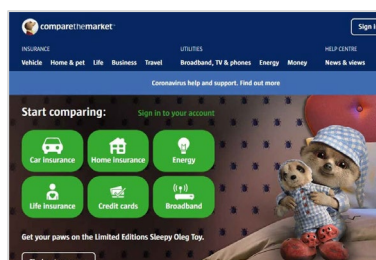 comparethemarket
Sign i
INSURANCE
UTILITIES
HELP CENTRE
Vehicle Home & pet Life Business Travel
Broadband, TV & phones Energy Money
News & views
Coronavirus help and support. Find out more
Start comparing:
Sign in to your account
Car insurance
Home insurance
Energy
Life insurance
Credit cards
Broadband
Get your paws on the Limited Editions Sleepy Oleg Toy.